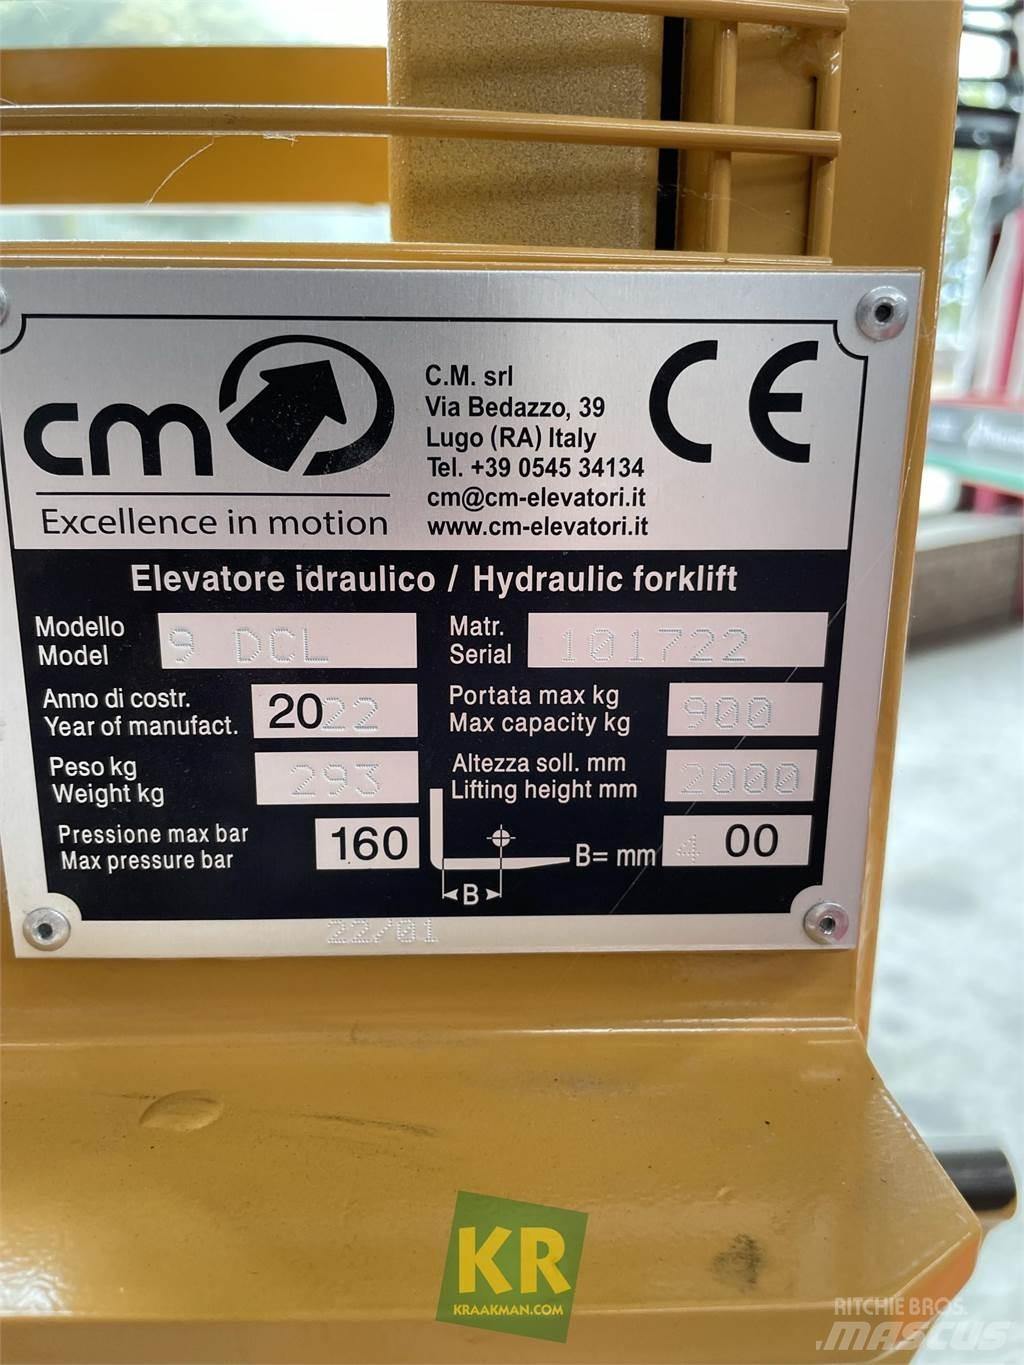 cm
Excellence in motion
C.M. srl
Via Bedazzo, 39
Lugo (RA) Italy
Tel. +39 0545 34134
cm@cm-elevatori.it
www.cm-elevatori.it
CE
Elevatore idraulico / Hydraulic forklift
Modello
Model
9 DCL
Matr.
Serial
101722
Anno di costr.
Year of manufact.
2022
Portata max kg
Max capacity kg
900
Peso kg
Weight kg
293
Altezza soll. mm
Lifting height mm
2000
Pressione max bar
Max pressure bar
160
B
B= mm
400
22/01
KR
KRAAKMAN.COM
RITCHIE BROS.
MASCUS